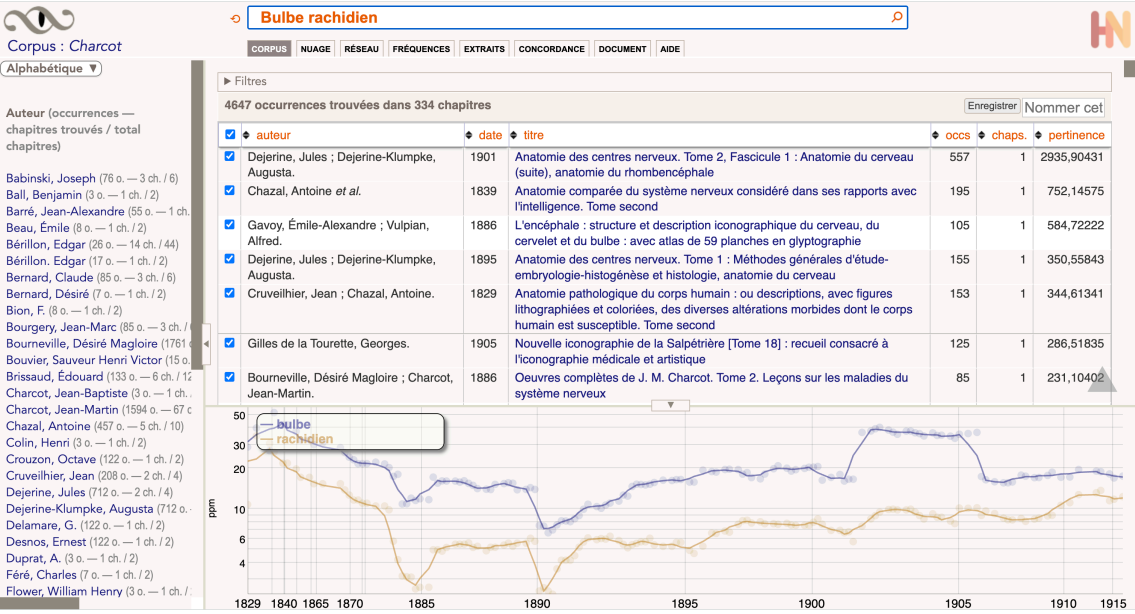 Bulbe rachidien
HN
Corpus : Charcot
CORPUS NUAGE RÉSEAU FRÉQUENCES EXTRAITS CONCORDANCE DOCUMENT AIDE
Alphabétique ▼
Auteur (occurrences —
chapitres trouvés / total
chapitres)
Babinski, Joseph (76 o. — 3 ch. / 6)
Ball, Benjamin (3 o. — 1 ch. / 2)
Barré, Jean-Alexandre (55 o. — 1 ch.
Beau, Émile (8 o. — 1 ch. / 2)
Bérillon, Edgar (26 o. — 14 ch. / 44)
Bérillon. Edgar (17 o. — 1 ch. / 2)
Bernard, Claude (85 o. — 3 ch. / 6)
Bernard, Désiré (7 o. — 1 ch. / 2)
Bion, F. (8 o. — 1 ch. / 2)
Bourgery, Jean-Marc (85 o. — 3 ch. /
Bourneville, Désiré Magloire (1761
Bouvier, Sauveur Henri Victor (15 o.
Brissaud, Édouard (133 o. — 6 ch. / 12
Charcot, Jean-Baptiste (3 o. — 1 ch.
Charcot, Jean-Martin (1594 o. — 67 c
Chazal, Antoine (457 o. — 5 ch. / 10)
Colin, Henri (3 o. — 1 ch. / 2)
Crouzon, Octave (122 o. — 1 ch. / 2)
Cruveilhier, Jean (208 o. — 2 ch. / 4)
Dejerine, Jules (712 o. — 2 ch. / 4)
Dejerine-Klumpke, Augusta (712 o.
Delamare, G. (122 o. — 1 ch. / 2)
Desnos, Ernest (122 o. — 1 ch. / 2)
Duprat, A. (3 o. — 1 ch. / 2)
Féré, Charles (7 o. — 1 ch. / 2)
Flower, William Henry (3 o. — 1 ch. /
▶ Filtres
4647 occurrences trouvées dans 334 chapitres
Enregistrer Nommer cet
auteur date titre occs chaps. pertinence
Dejerine, Jules ; Dejerine-Klumpke, 1901 Anatomie des centres nerveux. Tome 2, Fascicule 1 : Anatomie du cerveau 557 1 2935,90431
Augusta. (suite), anatomie du rhombencéphale
Chazal, Antoine et al. 1839 Anatomie comparée du système nerveux considéré dans ses rapports avec 195 1 752,14575
l'intelligence. Tome second
Gavoy, Émile-Alexandre ; Vulpian, 1886 L'encéphale : structure et description iconographique du cerveau, du 105 1 584,72222
Alfred. cervelet et du bulbe : avec atlas de 59 planches en glyptographie
Dejerine, Jules ; Dejerine-Klumpke, 1895 Anatomie des centres nerveux. Tome 1 : Méthodes générales d'étude- 155 1 350,55843
Augusta. embryologie-histogénèse et histologie, anatomie du cerveau
Cruveilhier, Jean ; Chazal, Antoine. 1829 Anatomie pathologique du corps humain : ou descriptions, avec figures 153 1 344,61341
lithographiées et coloriées, des diverses altérations morbides dont le corps
humain est susceptible. Tome second
Gilles de la Tourette, Georges. 1905 Nouvelle iconographie de la Salpétrière [Tome 18] : recueil consacré à 125 1 286,51835
l'iconographie médicale et artistique
Bourneville, Désiré Magloire ; Charcot, 1886 Oeuvres complètes de J. M. Charcot. Tome 2. Leçons sur les maladies du 85 1 231,10402
Jean-Martin. système nerveux
bulbe
rachidien
50
30
20
10
6
4
ppm
1829 1840 1865 1870 1885 1890 1895 1900 1905 1910 1915